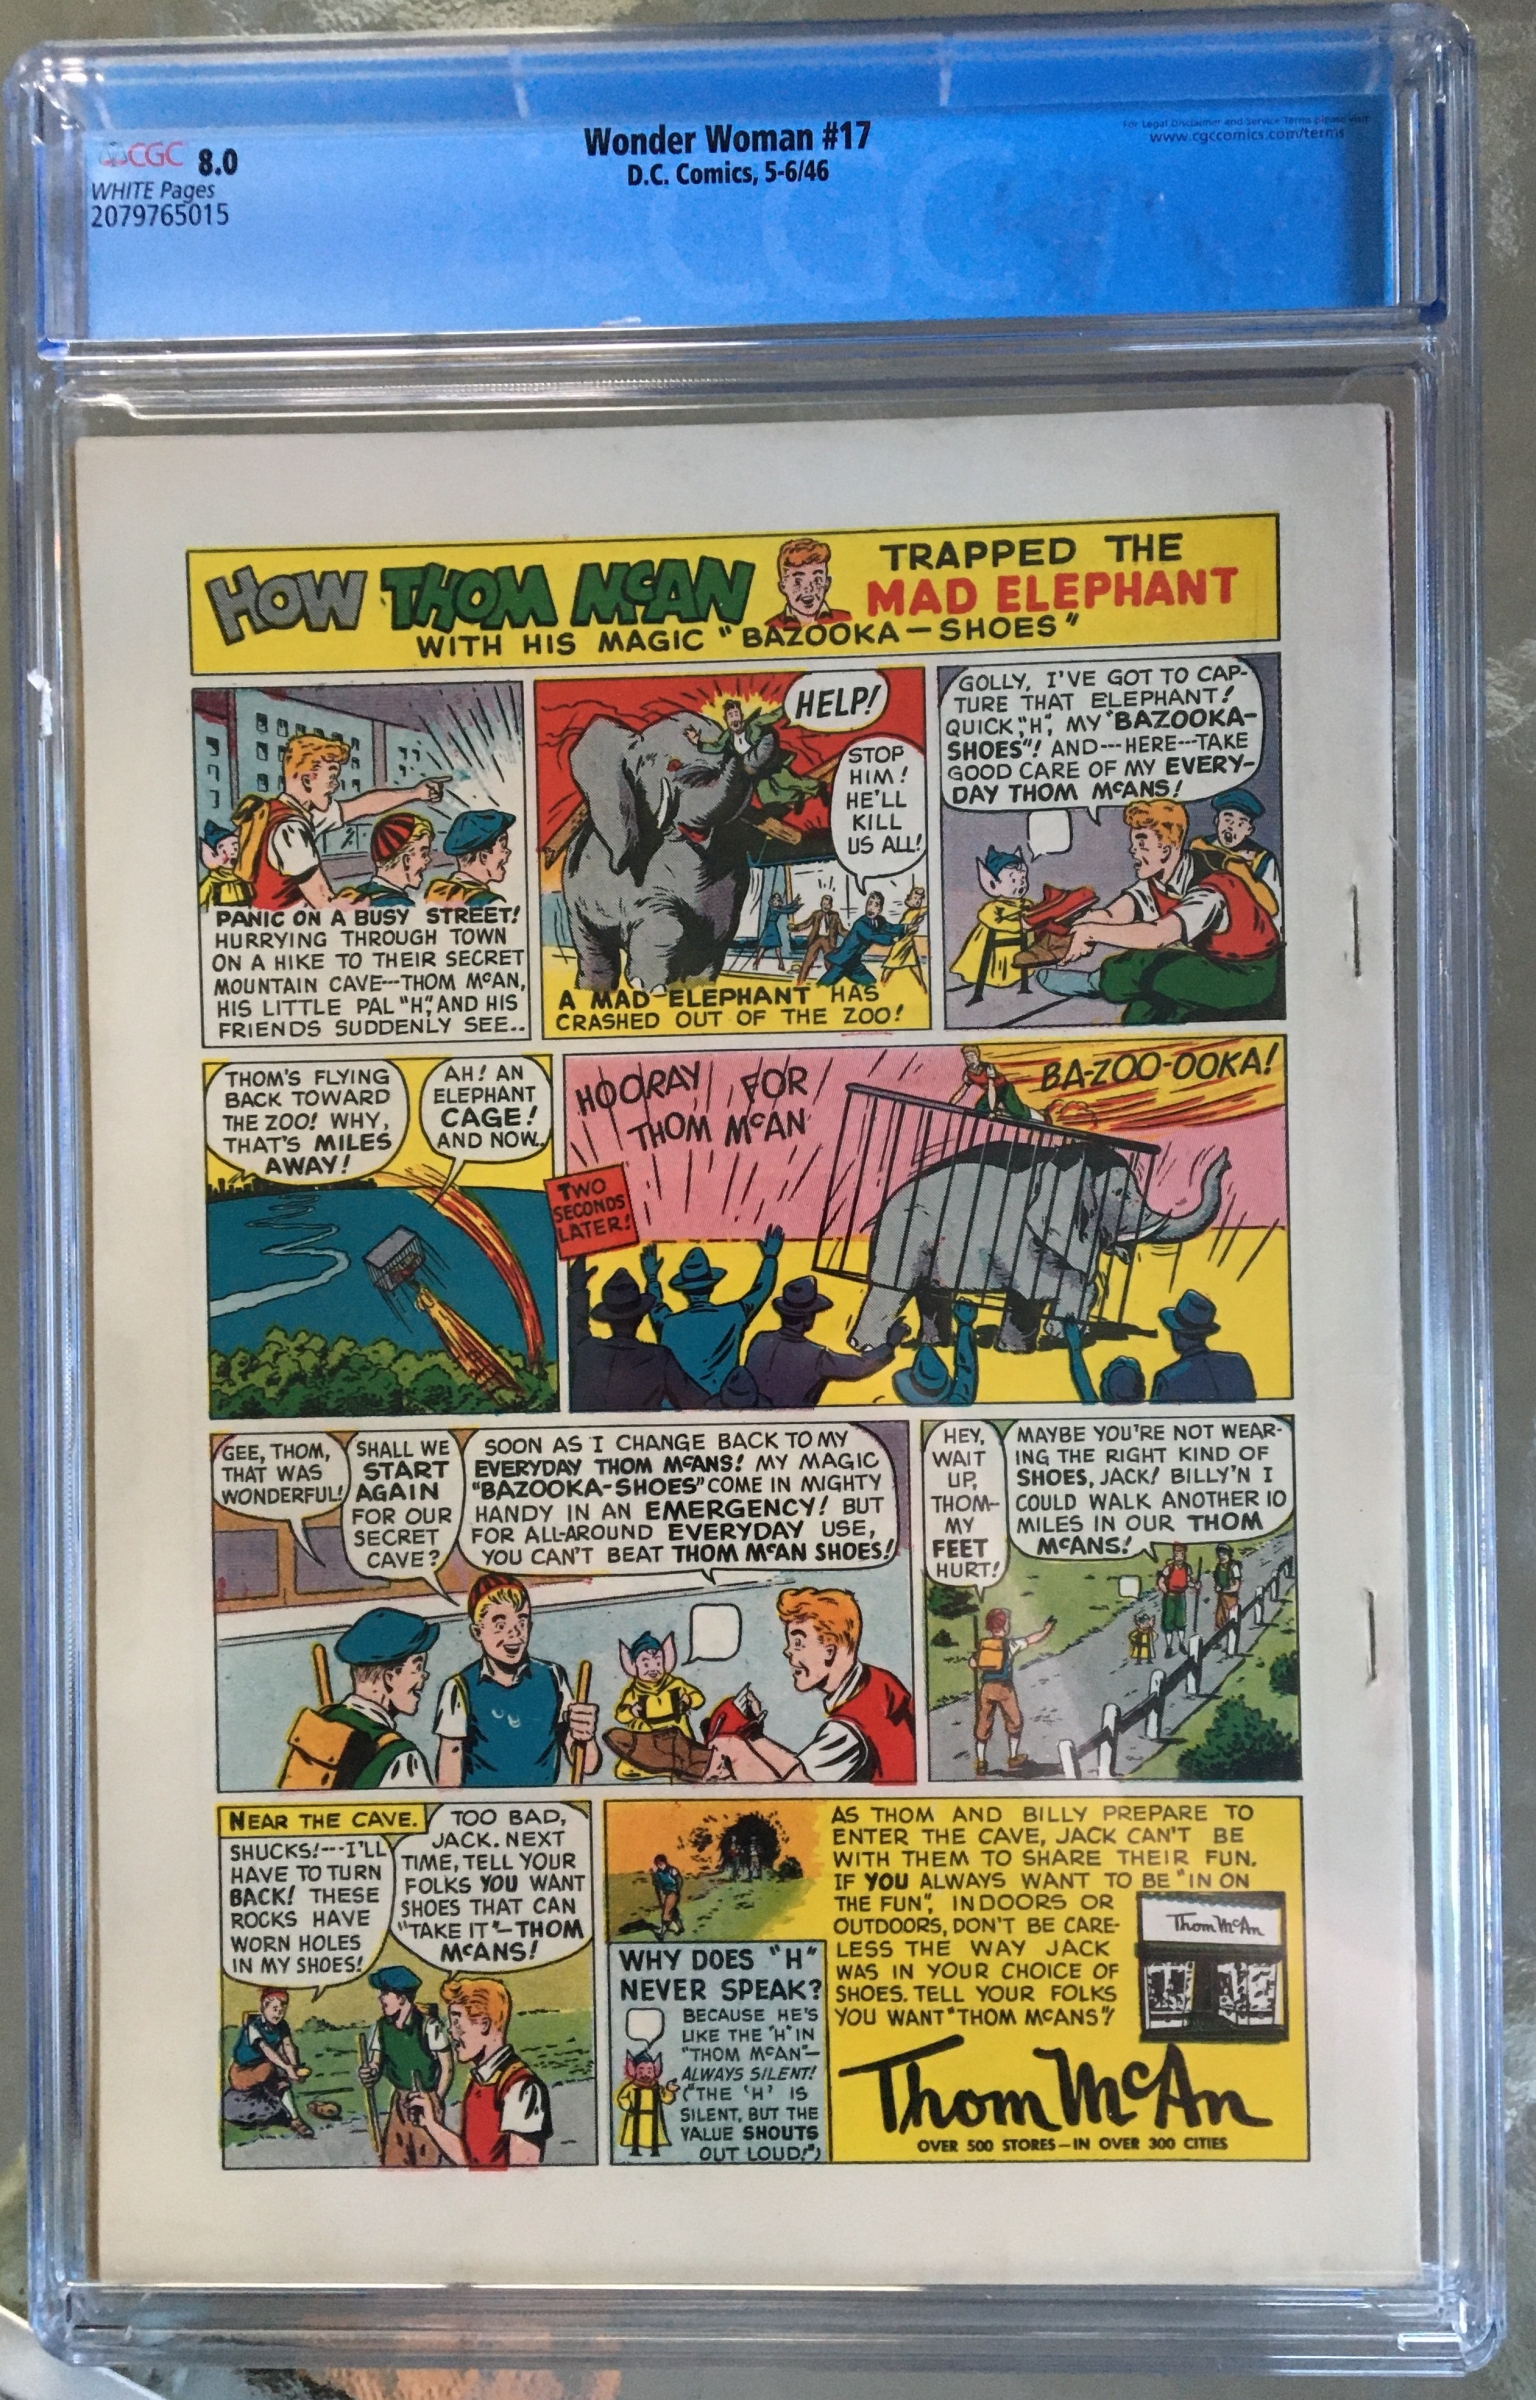 CGC 8.0
WHITE Pages
2079765015
Wonder Woman #17
D.C. Comics, 5-6/46
For Legal Disclaimer and Service Terms please visit
www.cgccomics.com/terms
CGC
HOW THOM McAN
TRAPPED THE
MAD ELEPHANT
WITH HIS MAGIC "BAZOOKA-SHOES"
PANIC ON A BUSY STREET!
HURRYING THROUGH TOWN
ON A HIKE TO THEIR SECRET
MOUNTAIN CAVE---THOM McAN,
HIS LITTLE PAL "H", AND HIS
FRIENDS SUDDENLY SEE..
HELP!
STOP
HIM!
HE'LL
KILL
US ALL!
A MAD ELEPHANT HAS
CRASHED OUT OF THE ZOO!
GOLLY, I'VE GOT TO CAP-
TURE THAT ELEPHANT!
QUICK, "H", MY "BAZOOKA-
SHOES"! AND---HERE---TAKE
GOOD CARE OF MY EVERY-
DAY THOM McANS!
THOM'S FLYING
BACK TOWARD
THE ZOO! WHY,
THAT'S MILES
AWAY!
AH! AN
ELEPHANT
CAGE!
AND NOW..
TWO
SECONDS
LATER!
HOORAY FOR
THOM McAN
BA-ZOO-OOKA!
GEE, THOM,
THAT WAS
WONDERFUL!
SHALL WE
START
AGAIN
FOR OUR
SECRET
CAVE?
SOON AS I CHANGE BACK TO MY
EVERYDAY THOM McANS! MY MAGIC
"BAZOOKA-SHOES" COME IN MIGHTY
HANDY IN AN EMERGENCY! BUT
FOR ALL-AROUND EVERYDAY USE,
YOU CAN'T BEAT THOM McAN SHOES!
HEY,
WAIT
UP,
THOM-
MY
FEET
HURT!
MAYBE YOU'RE NOT WEAR-
ING THE RIGHT KIND OF
SHOES, JACK! BILLY'N I
COULD WALK ANOTHER 10
MILES IN OUR THOM
McANS!
NEAR THE CAVE.
SHUCKS!---I'LL
HAVE TO TURN
BACK! THESE
ROCKS HAVE
WORN HOLES
IN MY SHOES!
TOO BAD,
JACK. NEXT
TIME, TELL YOUR
FOLKS YOU WANT
SHOES THAT CAN
"TAKE IT"-THOM
McANS!
WHY DOES "H"
NEVER SPEAK?
BECAUSE HE'S
LIKE THE "H" IN
"THOM McAN"-
ALWAYS SILENT!
("THE 'H' IS
SILENT, BUT THE
VALUE SHOUTS
OUT LOUD!")
AS THOM AND BILLY PREPARE TO
ENTER THE CAVE, JACK CAN'T BE
WITH THEM TO SHARE THEIR FUN.
IF YOU ALWAYS WANT TO BE "IN ON
THE FUN", INDOORS OR
OUTDOORS, DON'T BE CARE-
LESS THE WAY JACK
WAS IN YOUR CHOICE OF
SHOES. TELL YOUR FOLKS
YOU WANT "THOM McANS"!
Thom McAn
Thom McAn
OVER 500 STORES-IN OVER 300 CITIES